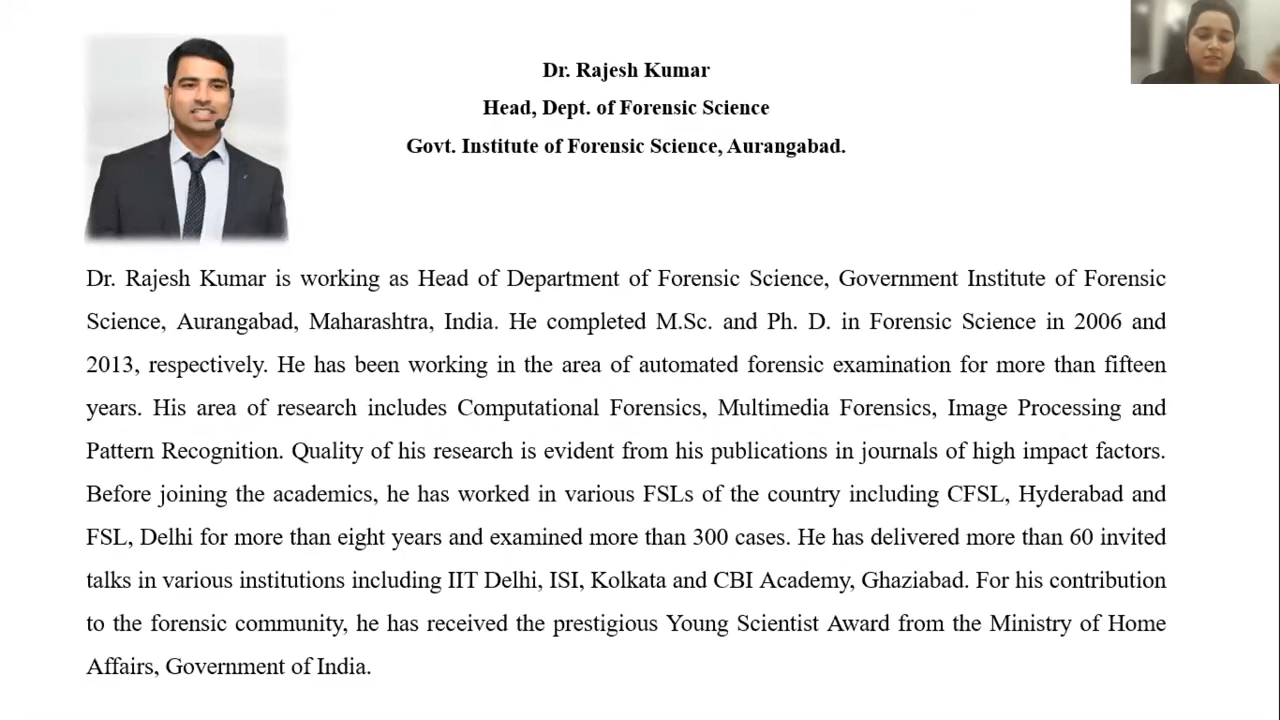 Dr. Rajesh Kumar
Head, Dept. of Forensic Science
Govt. Institute of Forensic Science, Aurangabad.
Dr. Rajesh Kumar is working as Head of Department of Forensic Science, Government Institute of Forensic
Science, Aurangabad, Maharashtra, India. He completed M.Sc. and Ph. D. in Forensic Science in 2006 and
2013, respectively. He has been working in the area of automated forensic examination for more than fifteen
years. His area of research includes Computational Forensics, Multimedia Forensics, Image Processing and
Pattern Recognition. Quality of his research is evident from his publications in journals of high impact factors.
Before joining the academics, he has worked in various FSLs of the country including CFSL, Hyderabad and
FSL, Delhi for more than eight years and examined more than 300 cases. He has delivered more than 60 invited
talks in various institutions including IIT Delhi, ISI, Kolkata and CBI Academy, Ghaziabad. For his contribution
to the forensic community, he has received the prestigious Young Scientist Award from the Ministry of Home
Affairs, Government of India.